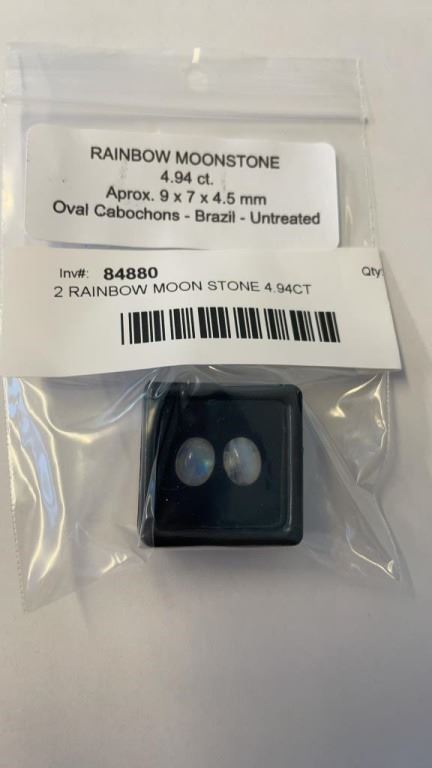 RAINBOW MOONSTONE
4.94 ct.
Aprox. 9 x 7 x 4.5 mm
Oval Cabochons - Brazil - Untreated
Inv#: 84880 Qty:
2 RAINBOW MOON STONE 4.94CT